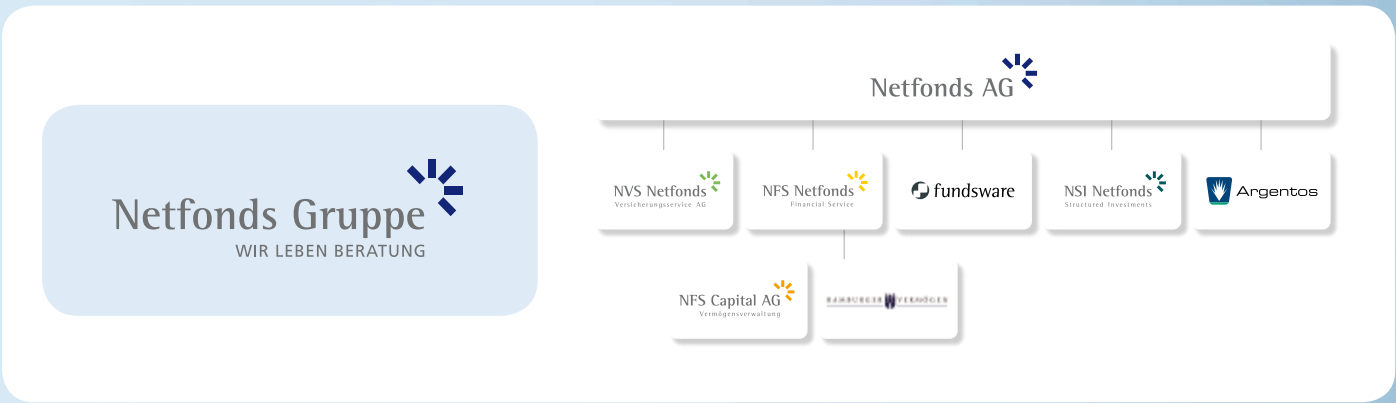 Netfonds Gruppe
WIR LEBEN BERATUNG
Netfonds AG
NVS Netfonds
Versicherungsservice AG
NFS Netfonds
Financial Service
fundsware
NSI Netfonds
Structured Investments
Argentos
NFS Capital AG
Vermögensverwaltung
HAMBURGER VERMÖGEN